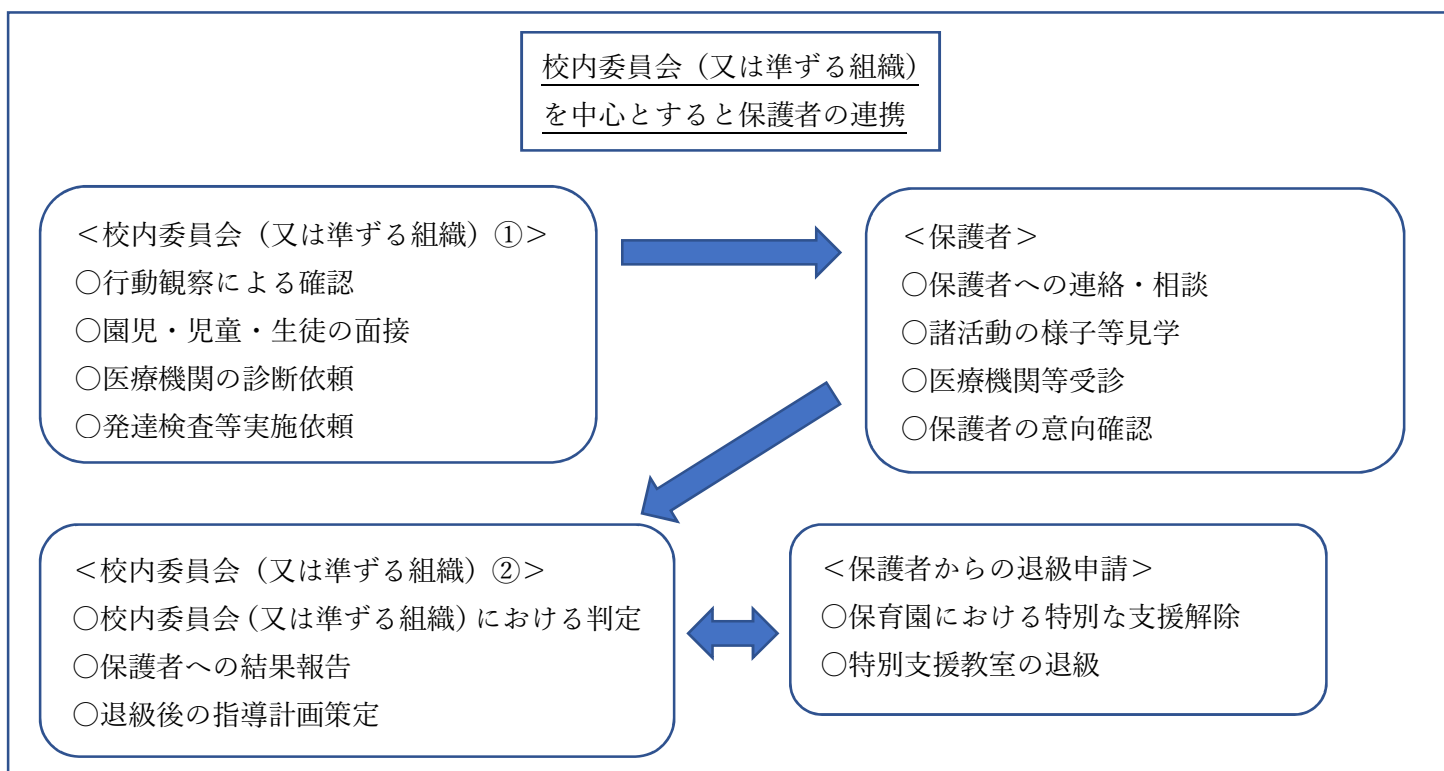 校内委員会（又は準ずる組織）
を中心とすると保護者の連携
＜校内委員会（又は準ずる組織）①＞
○行動観察による確認
○園児・児童・生徒の面接
○医療機関の診断依頼
○発達検査等実施依頼
＜保護者＞
○保護者への連絡・相談
○諸活動の様子等見学
○医療機関等受診
○保護者の意向確認
＜校内委員会（又は準ずる組織）②＞
○校内委員会(又は準ずる組織)における判定
○保護者への結果報告
○退級後の指導計画策定
＜保護者からの退級申請＞
○保育園における特別な支援解除
○特別支援教室の退級